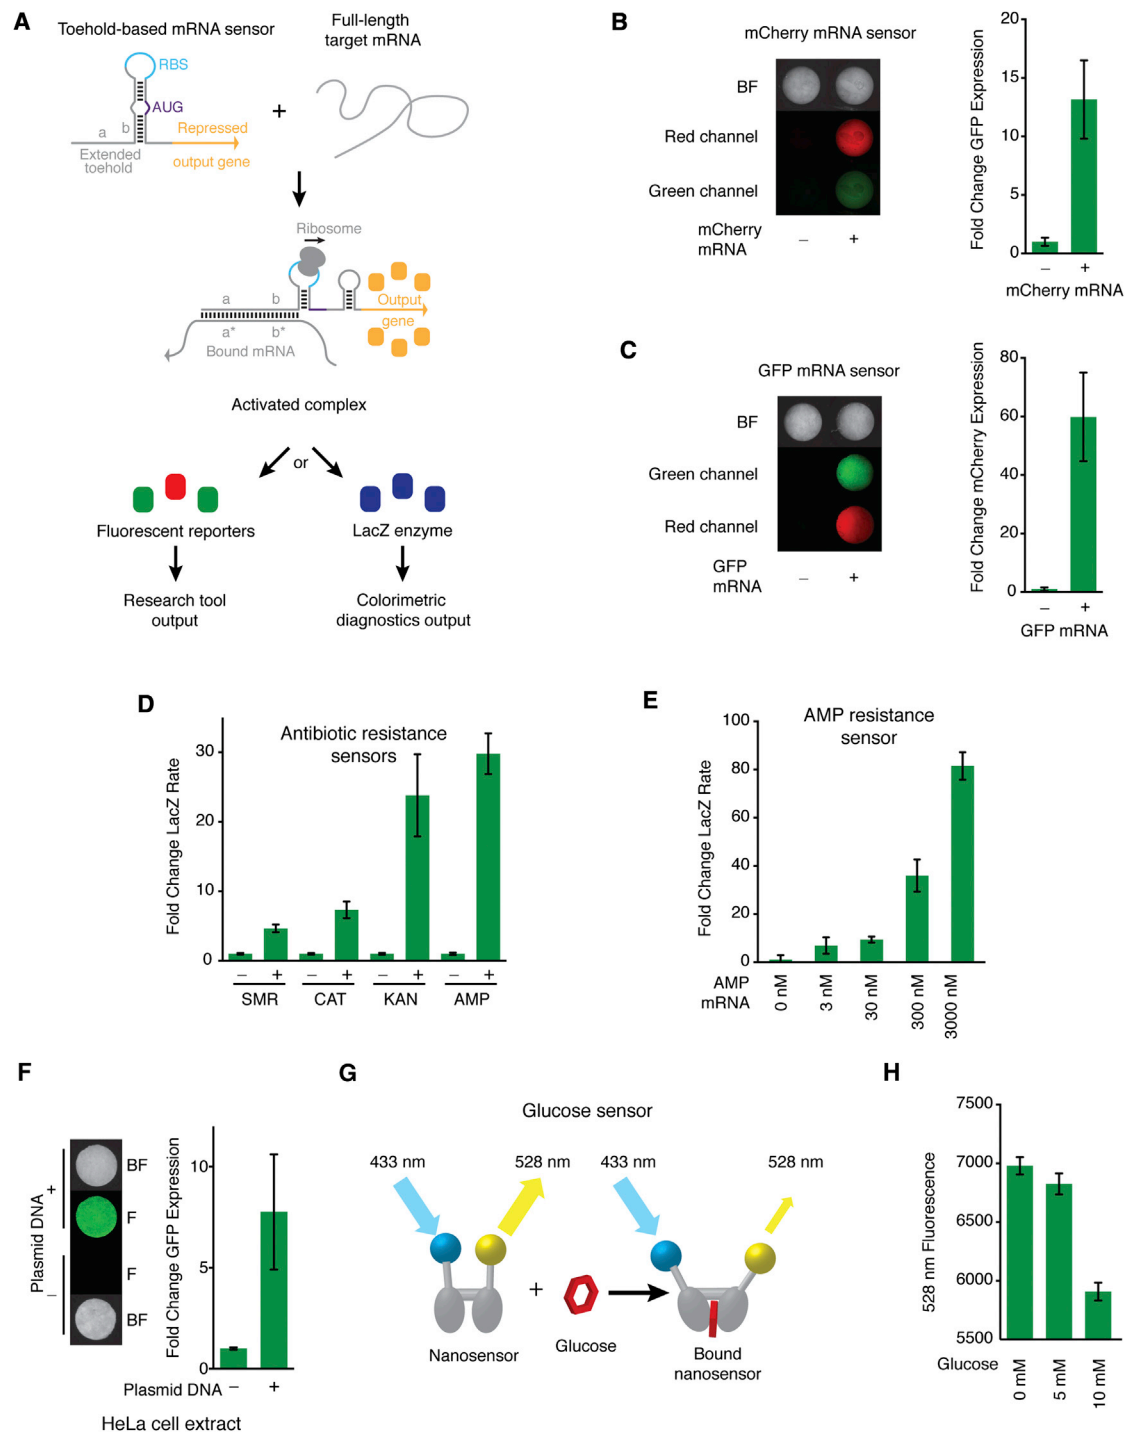 A
Toehold-based mRNA sensor
Full-length
target mRNA
RBS
AUG
a
b
Repressed
output gene
Extended
toehold
+
Ribosome
a
b
Output
gene
a*
b*
Bound mRNA
Activated complex
or
Fluorescent reporters
LacZ enzyme
Research tool
output
Colorimetric
diagnostics output
B
mCherry mRNA sensor
BF
Red channel
Green channel
mCherry
mRNA
− +
Fold Change GFP Expression
20
15
10
5
0
− +
mCherry mRNA
C
GFP mRNA sensor
BF
Green channel
Red channel
GFP
mRNA
− +
Fold Change mCherry Expression
80
60
40
20
0
− +
GFP mRNA
D
Antibiotic resistance
sensors
Fold Change LacZ Rate
30
20
10
0
− + − + − + − +
SMR CAT KAN AMP
E
AMP resistance
sensor
Fold Change LacZ Rate
100
80
60
40
20
0
AMP
mRNA
0 nM
3 nM
30 nM
300 nM
3000 nM
F
Plasmid DNA
+
−
BF
F
F
BF
Fold Change GFP Expression
10
5
0
Plasmid DNA − +
HeLa cell extract
G
Glucose sensor
433 nm
528 nm
433 nm
528 nm
+
Nanosensor
Glucose
Bound
nanosensor
H
528 nm Fluorescence
7500
7000
6500
6000
5500
Glucose
0 mM
5 mM
10 mM